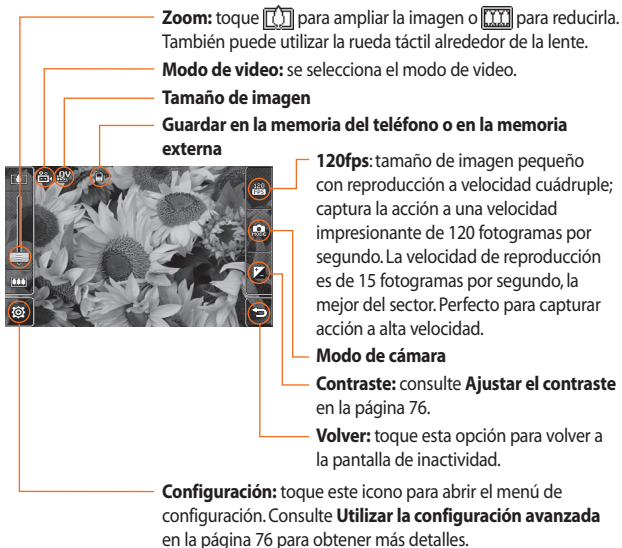 Zoom: toque para ampliar la imagen o para reducirla.
También puede utilizar la rueda táctil alrededor de la lente.
Modo de video: se selecciona el modo de video.
Tamaño de imagen
Guardar en la memoria del teléfono o en la memoria
externa
120fps: tamaño de imagen pequeño
con reproducción a velocidad cuádruple;
captura la acción a una velocidad
impresionante de 120 fotogramas por
segundo. La velocidad de reproducción
es de 15 fotogramas por segundo, la
mejor del sector. Perfecto para capturar
acción a alta velocidad.
120
FPS
MODE
Modo de cámara
Contraste: consulte Ajustar el contraste
en la página 76.
Volver: toque esta opción para volver a
la pantalla de inactividad.
Configuración: toque este icono para abrir el menú de
configuración. Consulte Utilizar la configuración avanzada
en la página 76 para obtener más detalles.